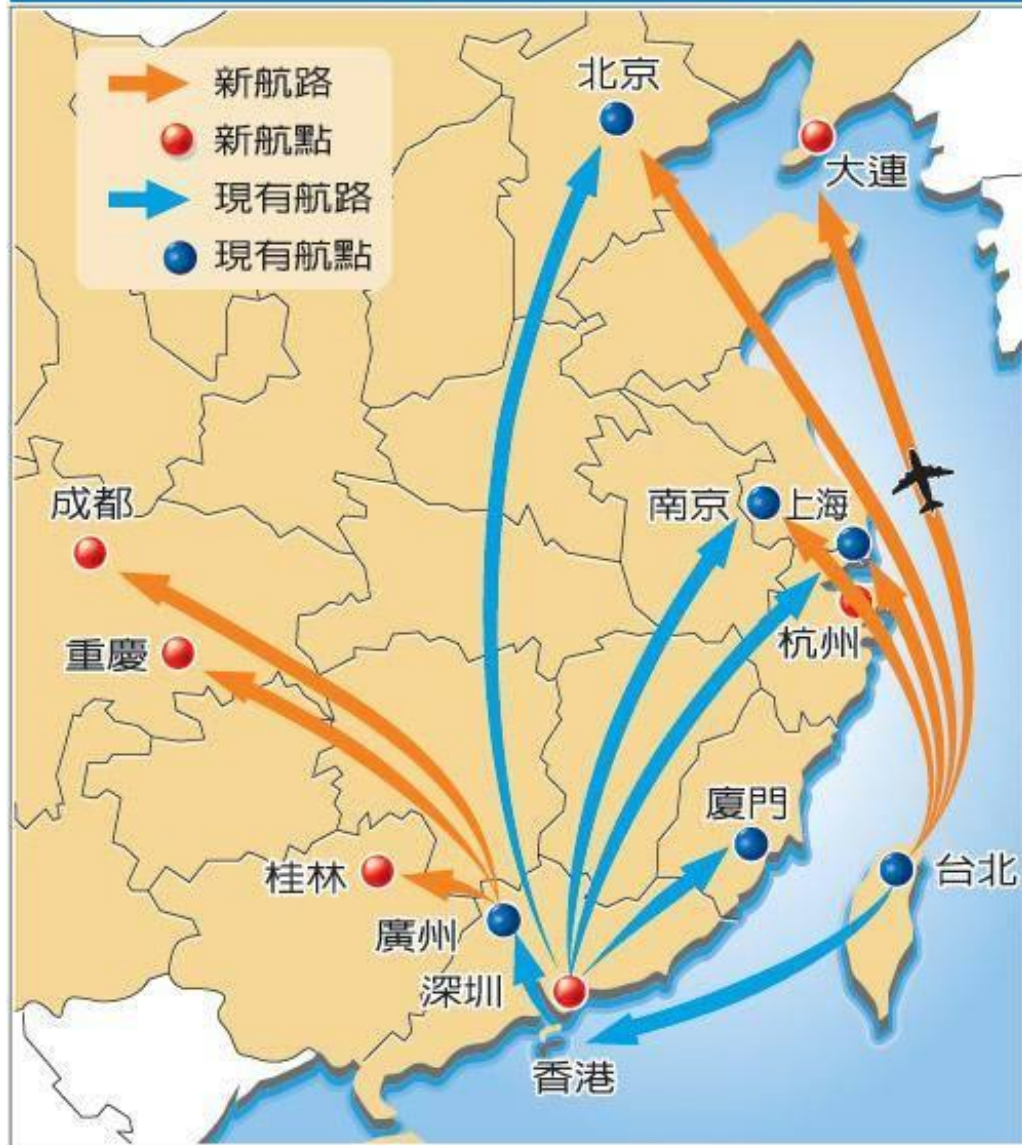 新航路
新航點
現有航路
現有航點
北京
大連
成都
南京
上海
重慶
杭州
廈門
桂林
台北
廣州
深圳
香港